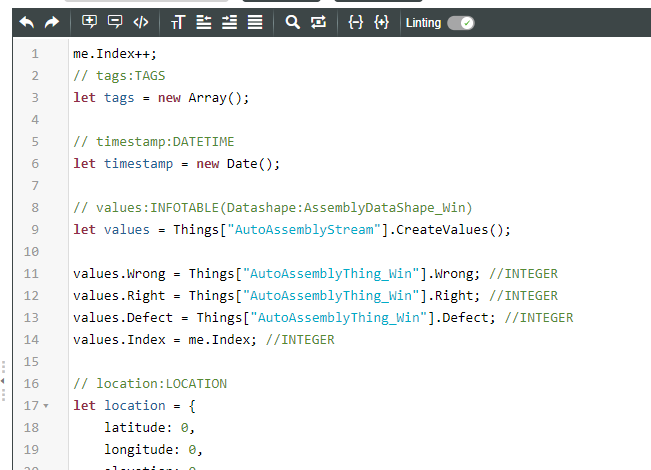 Linting
1 me.Index++;
2 // tags:TAGS
3 let tags = new Array();
4
5 // timestamp:DATETIME
6 let timestamp = new Date();
7
8 // values:INFOTABLE(Datashape:AssemblyDataShape_Win)
9 let values = Things["AutoAssemblyStream"].CreateValues();
10
11 values.Wrong = Things["AutoAssemblyThing_Win"].Wrong; //INTEGER
12 values.Right = Things["AutoAssemblyThing_Win"].Right; //INTEGER
13 values.Defect = Things["AutoAssemblyThing_Win"].Defect; //INTEGER
14 values.Index = me.Index; //INTEGER
15
16 // location:LOCATION
17 let location = {
18 latitude: 0,
19 longitude: 0,